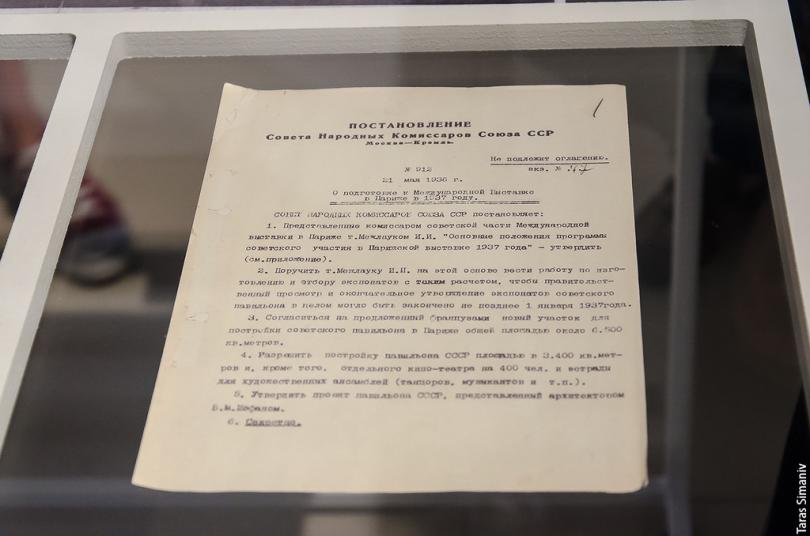 ПОСТАНОВЛЕНИЕ
Совета Народных Комиссаров Союза ССР
Москва—Кремль
Не подлежит оглашению.
№ 912
экз. № 47
21 мая 1936 г.
О подготовке к Международной Выставке
в Париже в 1937 году.
СОВЕТ НАРОДНЫХ КОМИССАРОВ СОЮЗА ССР постановляет:
1. Представленные комиссаром советской части Международной
выставки в Париже т.Межлауком И.И. "Основные положения программы
советского участия в Парижской выставке 1937 года" - утвердить
(см.приложение).
2. Поручить т.Межлауку И.И. на этой основе вести работу по изго-
товлению и отбору экспонатов с таким расчетом, чтобы правительст-
венный просмотр и окончательное утверждение экспонатов советского
павильона в целом могло быть закончено не позднее 1 января 1937года.
3. Согласиться на предложенный французами новый участок для
постройки советского павильона в Париже общей площадью около 6.500
кв.метров.
4. Разрешить постройку павильона СССР площадью в 3.400 кв.мет-
ров и, кроме того, отдельного кино-театра на 400 чел. и эстрады
для художественных ансамблей (танцоров, музыкантов и т.п.).
5. Утвердить проект павильона СССР, представленный архитектором
Б.М.Иофаном.
6. Секретно.
Taras Simaniv